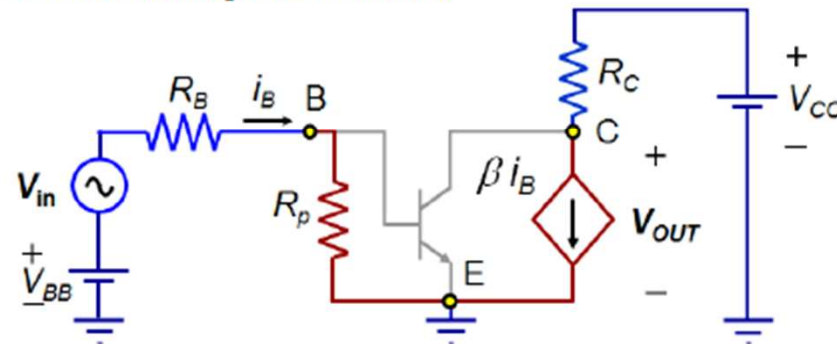 R_B
i_B
B
R_C
+
V_CC
−
C
V_in
R_p
β i_B
+
V_OUT
−
+
V_BB
−
E